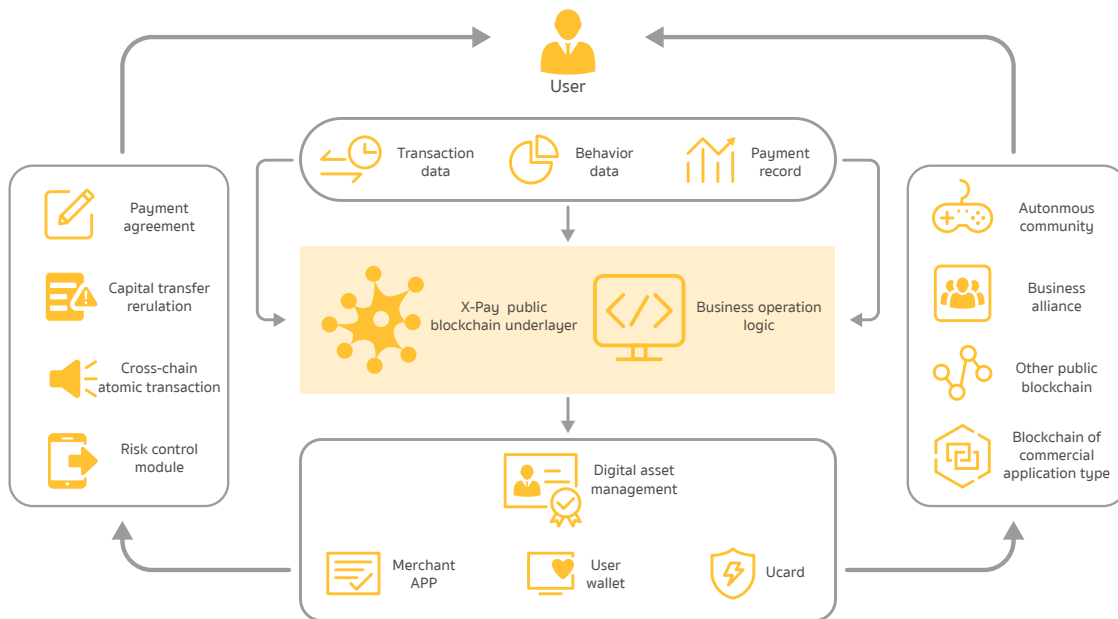 User
Transaction
data
Behavior
data
Payment
record
Payment
agreement
Capital transfer
rerulation
Cross-chain
atomic transaction
Risk control
module
X-Pay public
blockchain underlayer
Business operation
logic
Autonmous
community
Business
alliance
Other public
blockchain
Blockchain of
commercial
application type
Digital asset
management
Merchant
APP
User
wallet
Ucard